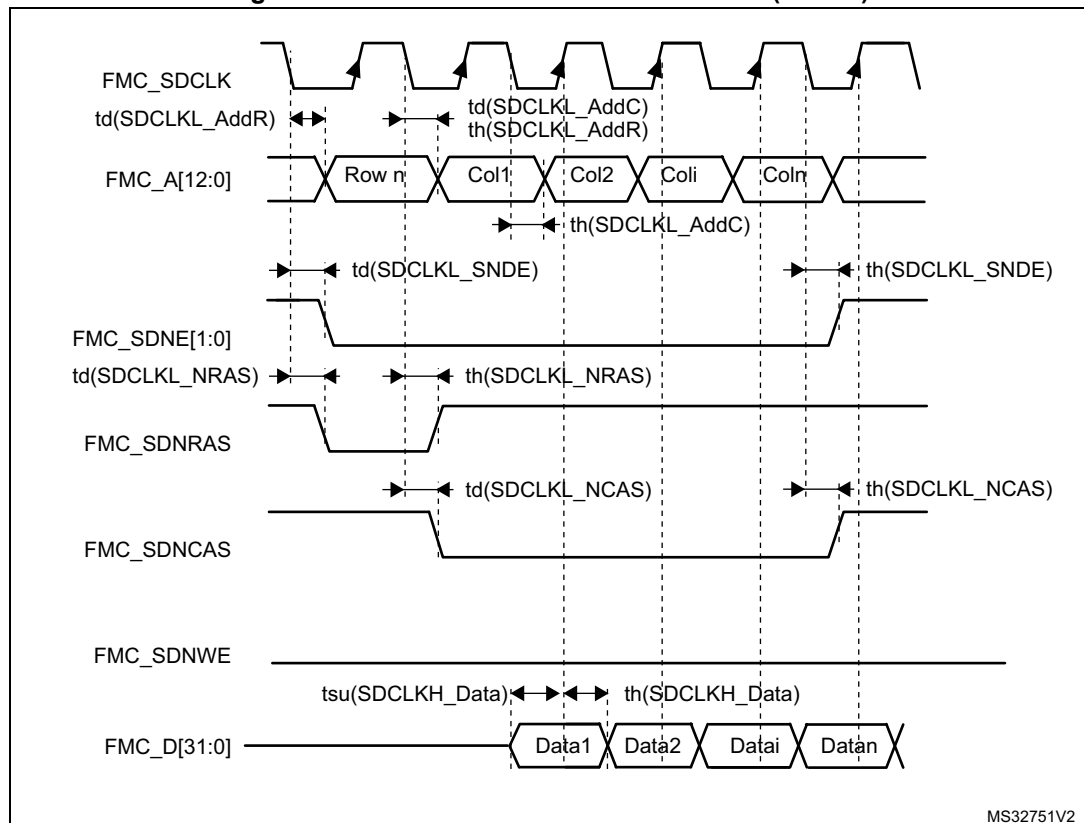 FMC_SDCLK
td(SDCLKL_AddR)
td(SDCLKL_AddC)
th(SDCLKL_AddR)
FMC_A[12:0]
Row n
Col1
Col2
Coli
Coln
th(SDCLKL_AddC)
td(SDCLKL_SNDE)
th(SDCLKL_SNDE)
FMC_SDNE[1:0]
td(SDCLKL_NRAS)
th(SDCLKL_NRAS)
FMC_SDNRAS
td(SDCLKL_NCAS)
th(SDCLKL_NCAS)
FMC_SDNCAS
FMC_SDNWE
tsu(SDCLKH_Data)
th(SDCLKH_Data)
FMC_D[31:0]
Data1
Data2
Datai
Datan
MS32751V2